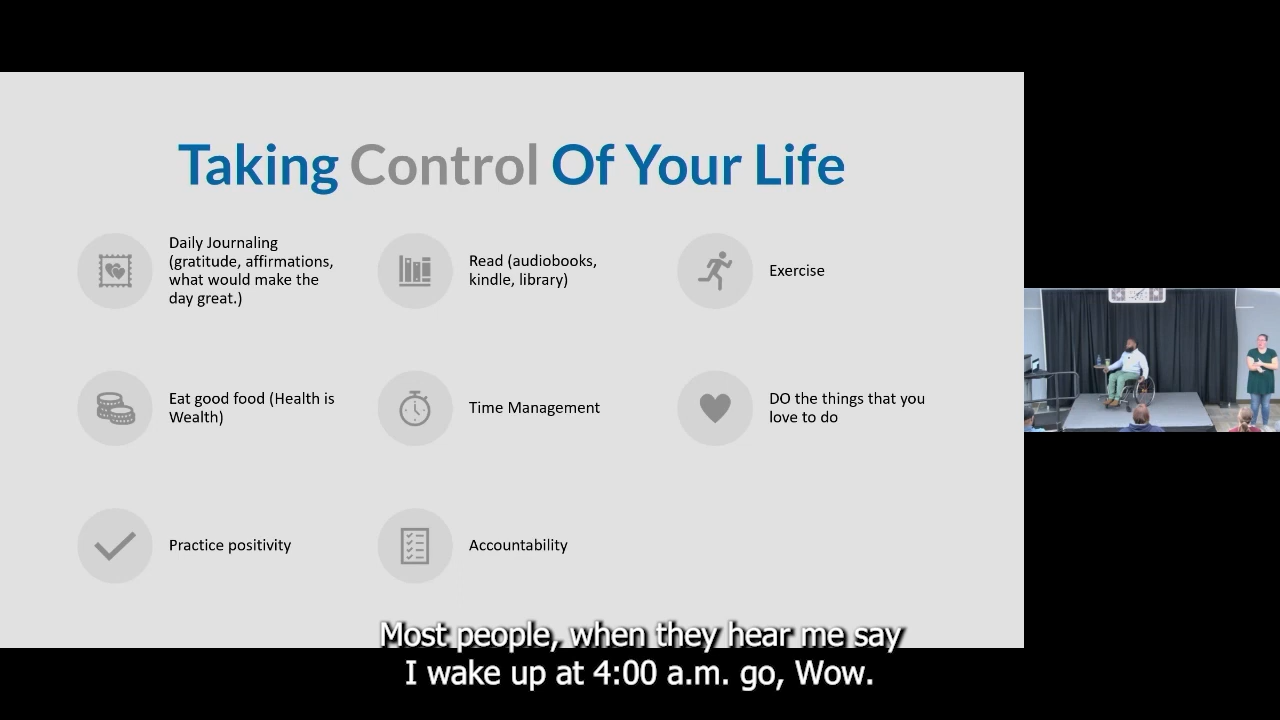 Taking Control Of Your Life
Daily Journaling
(gratitude, affirmations,
what would make the
day great.)
Read (audiobooks,
kindle, library)
Exercise
Eat good food (Health is
Wealth)
Time Management
DO the things that you
love to do
Practice positivity
Accountability
Most people, when they hear me say
I wake up at 4:00 a.m. go, Wow.